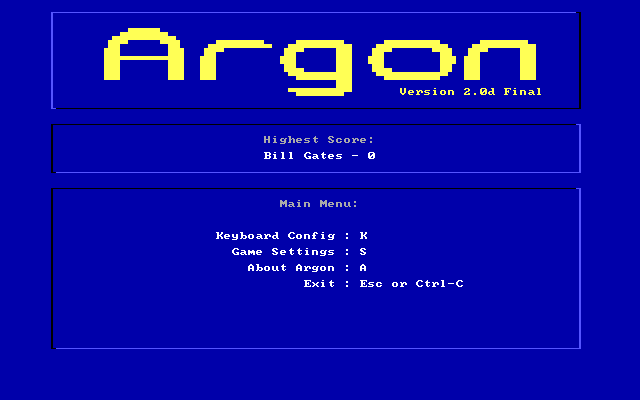 Argon
Version 2.0d Final
Highest Score:
Bill Gates - 0
Main Menu:
Keyboard Config : K
Game Settings : S
About Argon : A
Exit : Esc or Ctrl-C